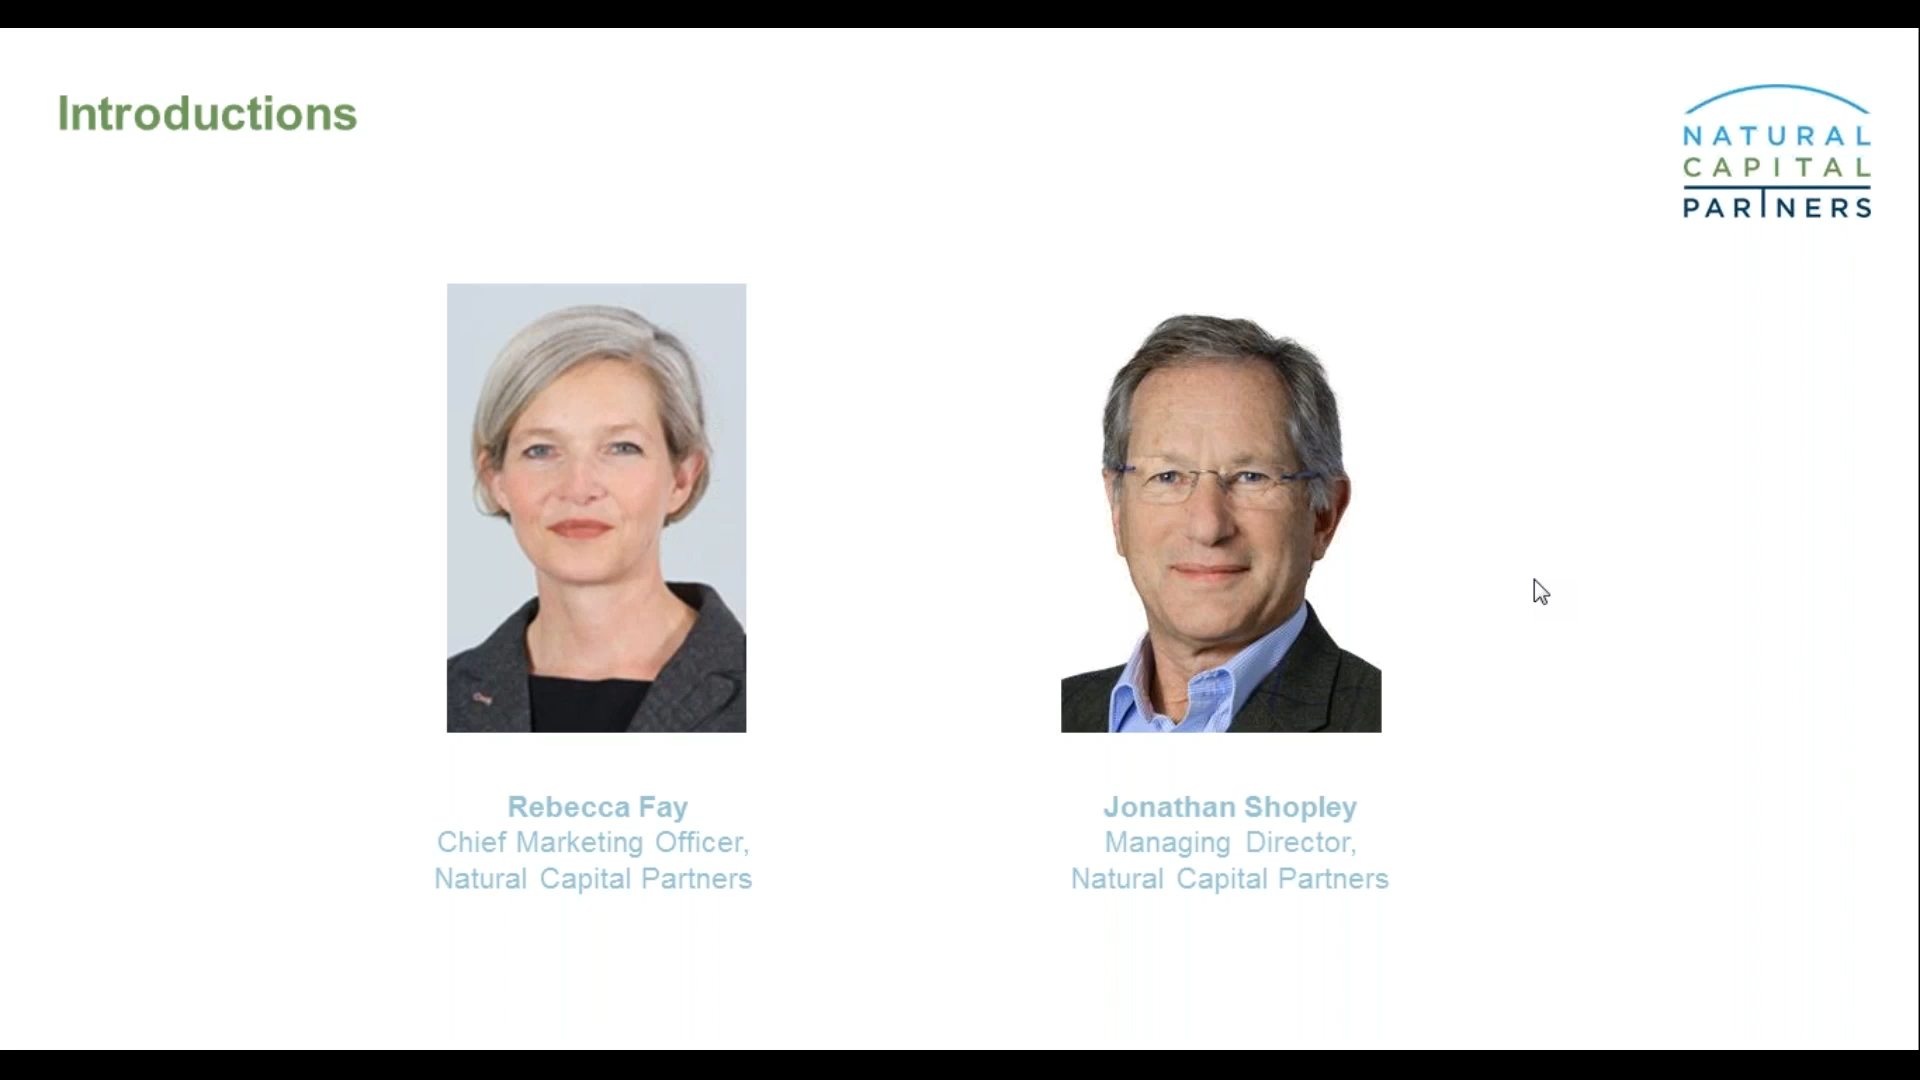 Introductions
NATURAL
CAPITAL
PARTNERS
Rebecca Fay
Chief Marketing Officer,
Natural Capital Partners
Jonathan Shopley
Managing Director,
Natural Capital Partners